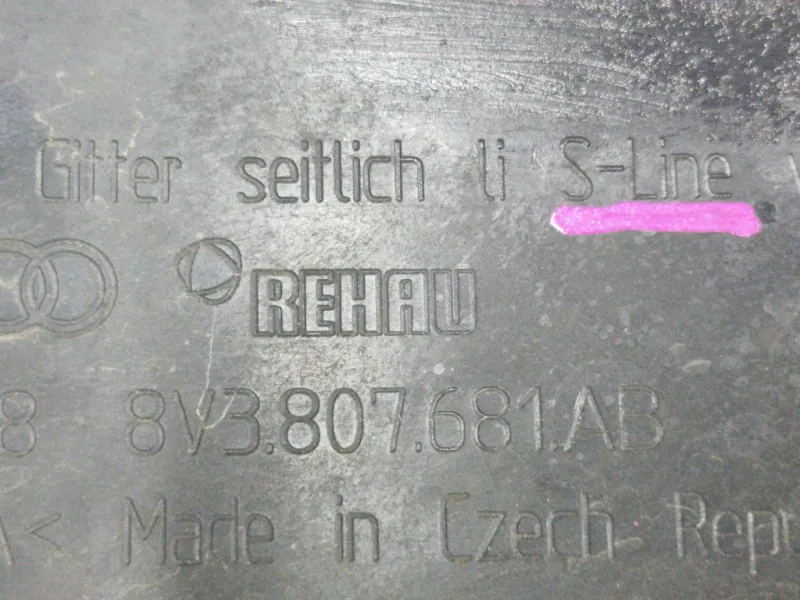 Gitter seitlich li S-Line
REHAU
8V3.807.681.AB
< Made in Czech